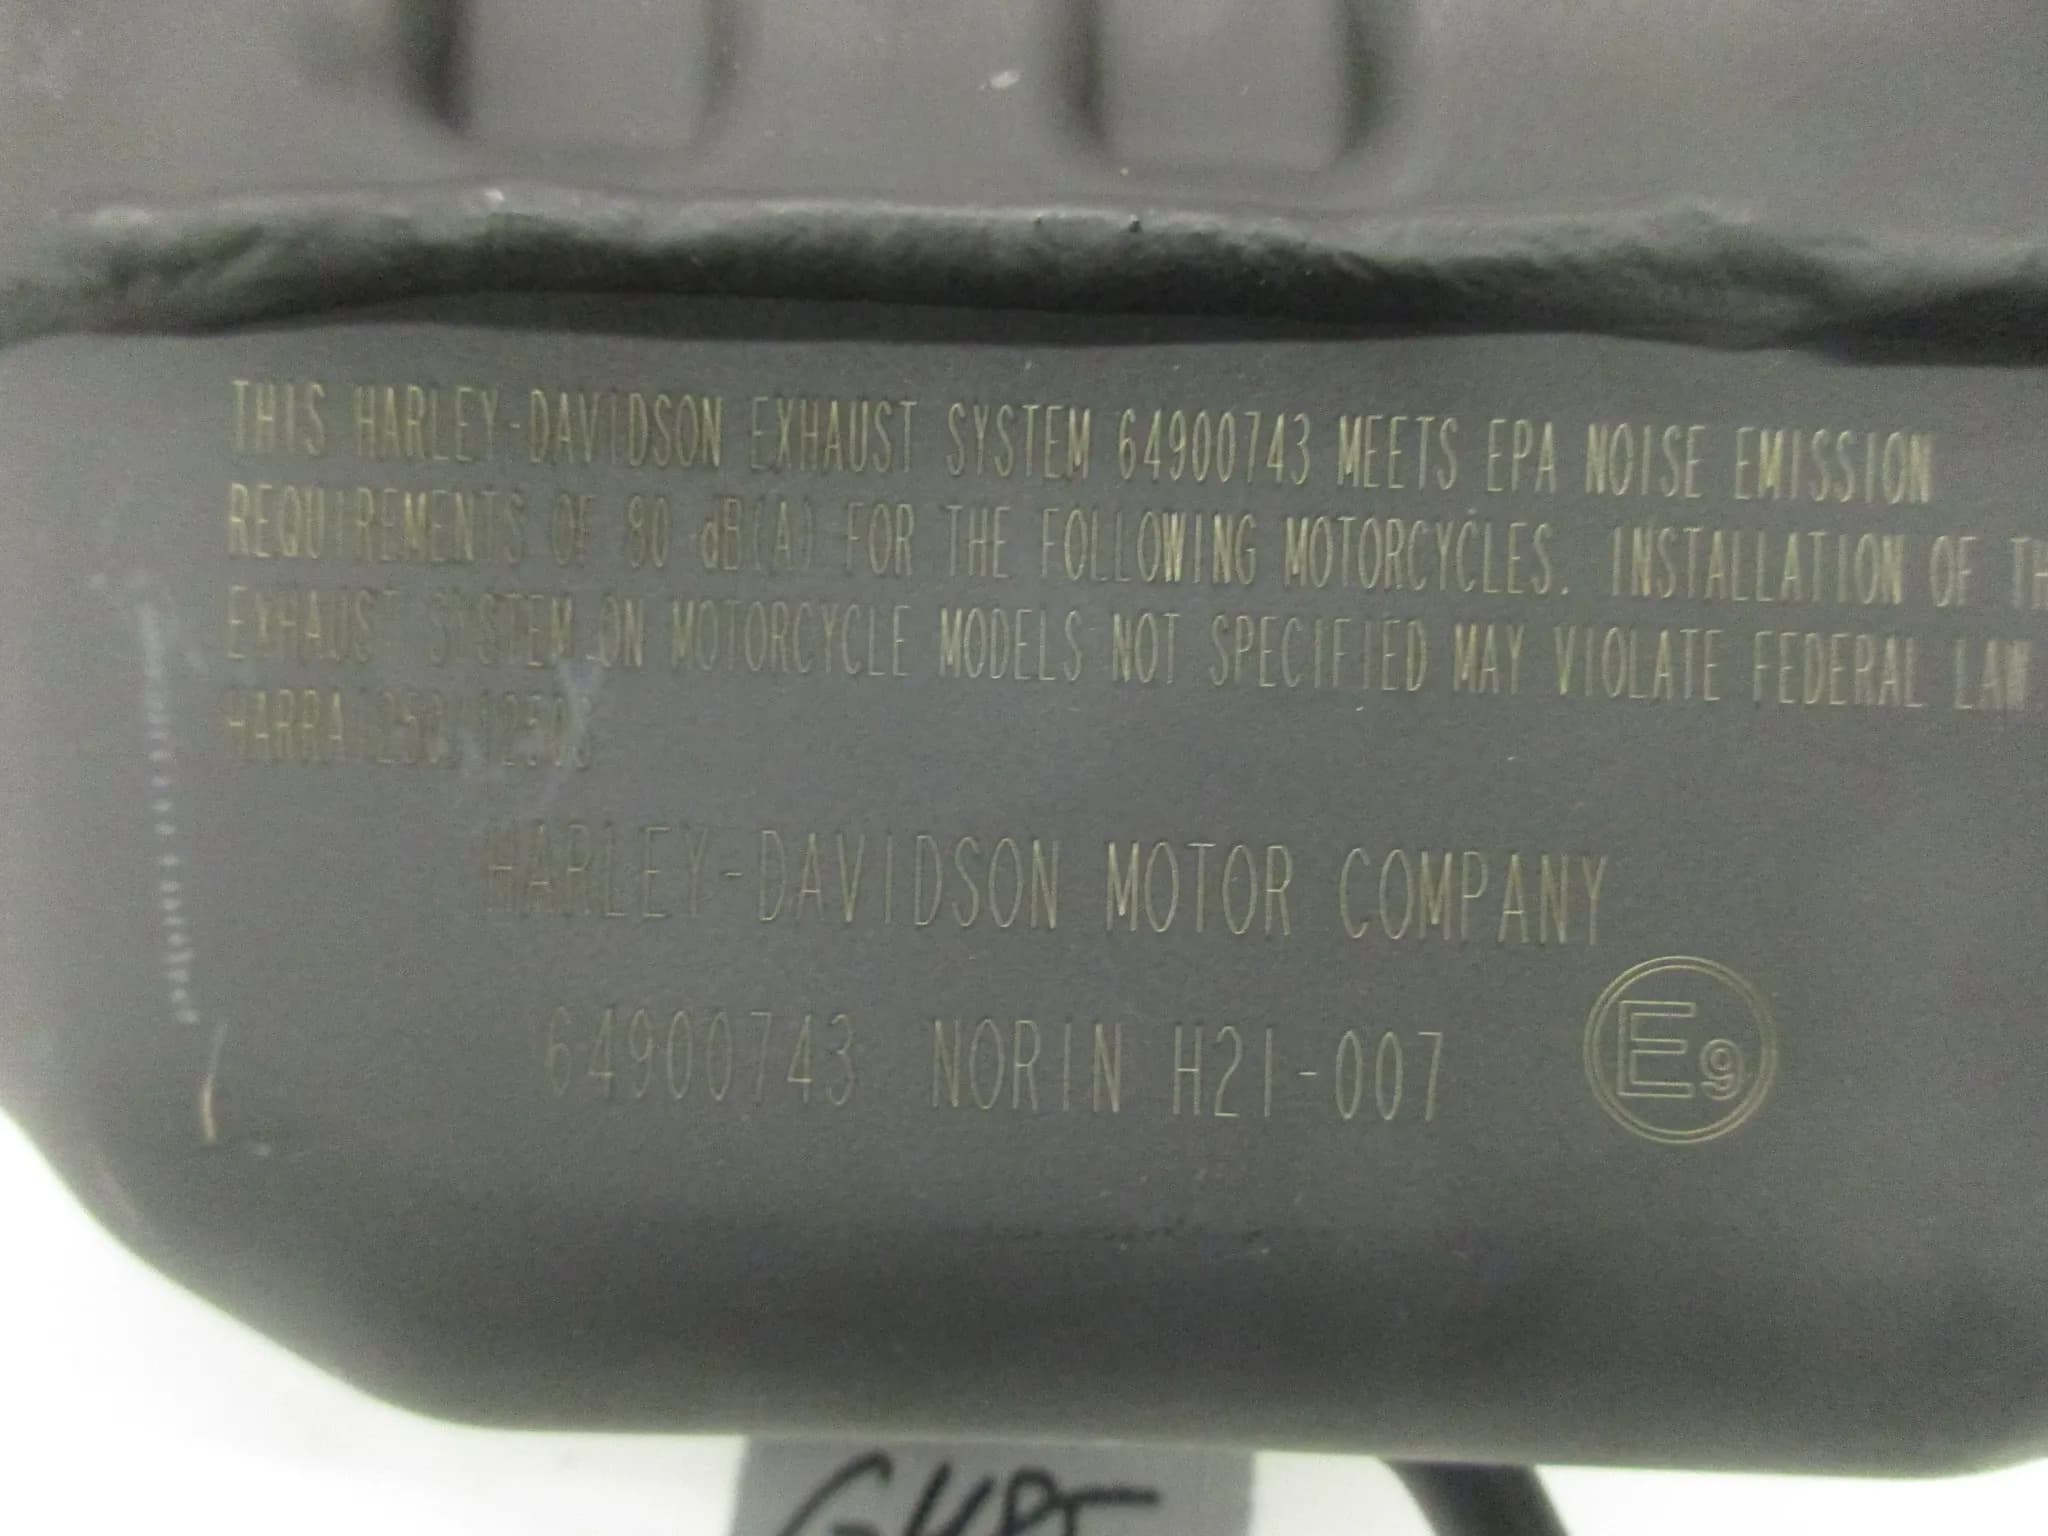 THIS HARLEY-DAVIDSON EXHAUST SYSTEM 64900743 MEETS EPA NOISE EMISSION
REQUIREMENTS OF 80 dB(A) FOR THE FOLLOWING MOTORCYCLES. INSTALLATION OF TH
EXHAUST SYSTEM ON MOTORCYCLE MODELS NOT SPECIFIED MAY VIOLATE FEDERAL LAW.
HARLEY-DAVIDSON MOTOR COMPANY
64900743 NORIN H21-007
E9